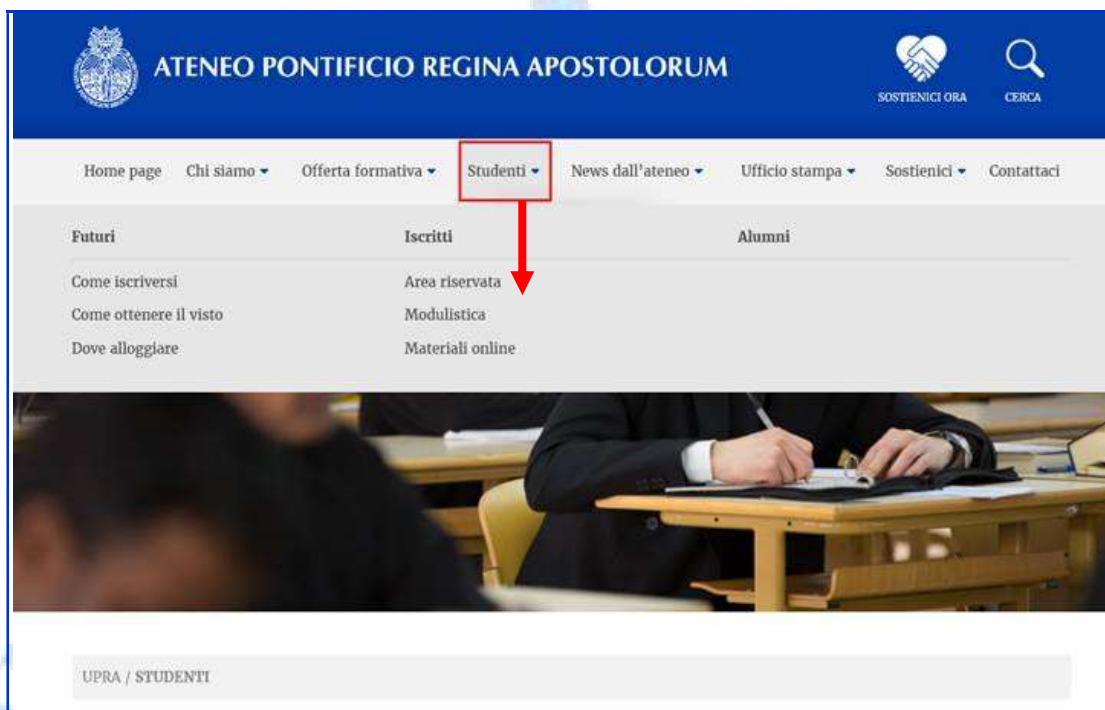 ATENEO PONTIFICIO REGINA APOSTOLORUM
SOSTIENICI ORA
CERCA
Home page Chi siamo Offerta formativa Studenti News dall'ateneo Ufficio stampa Sostienici Contattaci
Futuri Iscritti Alumni
Come iscriversi Area riservata
Come ottenere il visto Modulistica
Dove alloggiare Materiali online
UPRA / STUDENTI